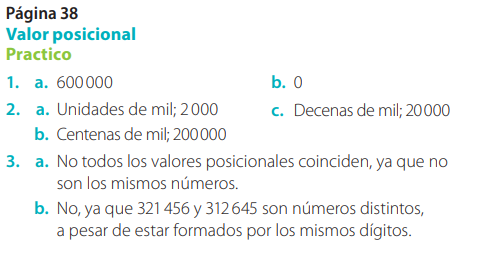 Página 38
Valor posicional
Practico
1. a. 600 000 b. 0
2. a. Unidades de mil; 2 000 c. Decenas de mil; 20 000
b. Centenas de mil; 200 000
3. a. No todos los valores posicionales coinciden, ya que no
son los mismos números.
b. No, ya que 321 456 y 312 645 son números distintos,
a pesar de estar formados por los mismos dígitos.